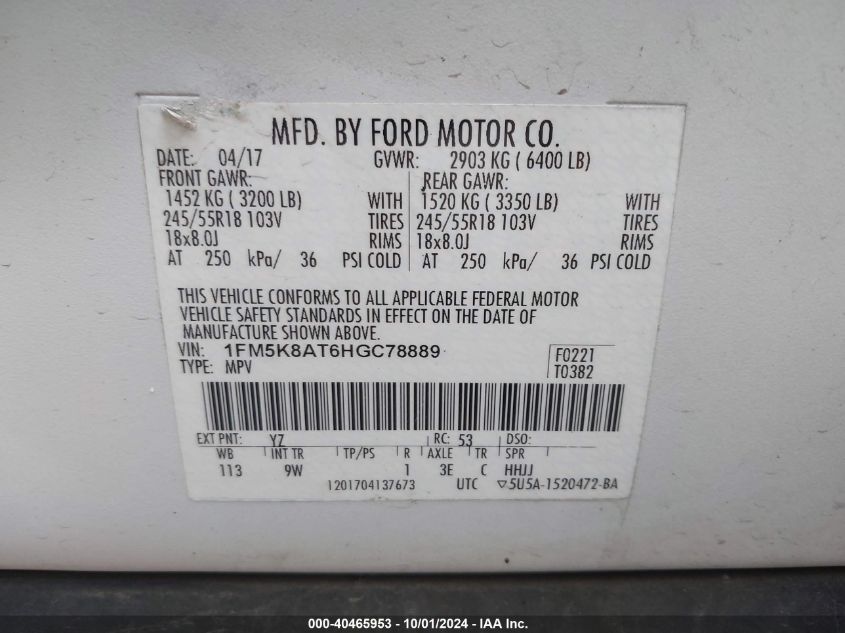 MFD. BY FORD MOTOR CO.
DATE: 04/17 GVWR: 2903 KG ( 6400 LB)
FRONT GAWR: REAR GAWR:
1452 KG ( 3200 LB) WITH 1520 KG ( 3350 LB) WITH
245/55R18 103V TIRES 245/55R18 103V TIRES
18x8.0J RIMS 18x8.0J RIMS
AT 250 kPa/ 36 PSI COLD AT 250 kPa/ 36 PSI COLD
THIS VEHICLE CONFORMS TO ALL APPLICABLE FEDERAL MOTOR
VEHICLE SAFETY STANDARDS IN EFFECT ON THE DATE OF
MANUFACTURE SHOWN ABOVE.
VIN: 1FM5K8AT6HGC78889 F0221
TYPE: MPV T0382
EXT PNT: YZ RC: 53 DSO:
WB INT TR TP/PS R AXLE TR SPR
113 9W 1 3E C HHJJ
1201704137673 UTC ▽5U5A-1520472-BA
000-40465953 - 10/01/2024 - IAA Inc.